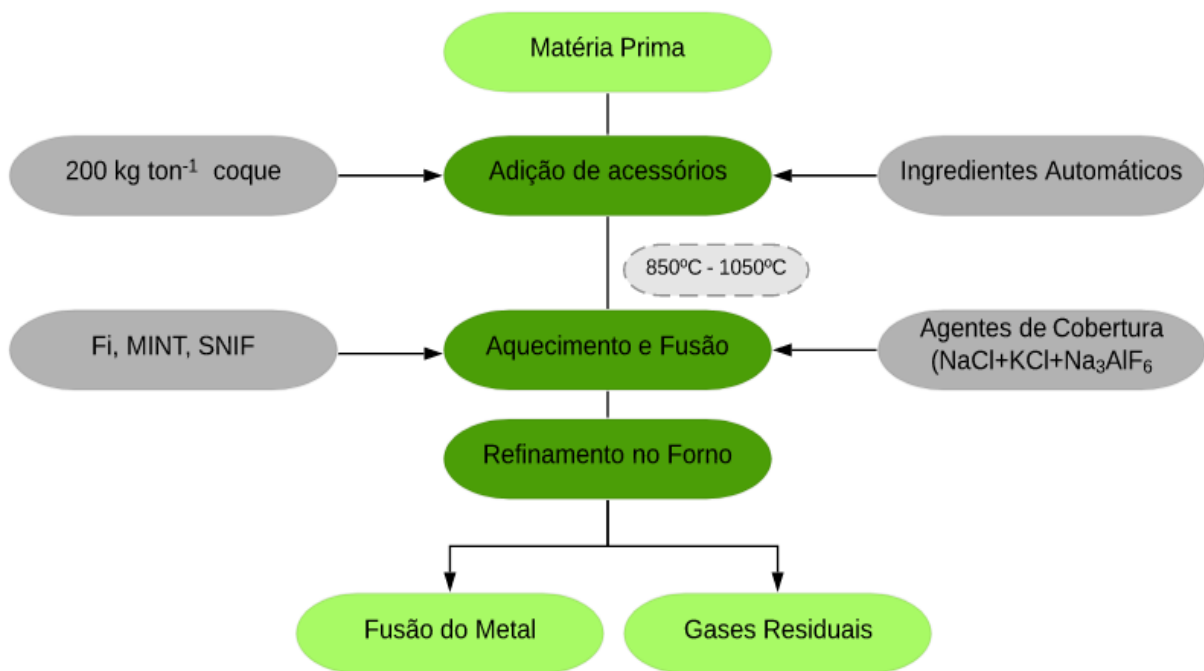 Matéria Prima
200 kg ton⁻¹ coque
Adição de acessórios
Ingredientes Automáticos
850ºC - 1050ºC
Fi, MINT, SNIF
Aquecimento e Fusão
Agentes de Cobertura
(NaCl+KCl+Na₃AlF₆
Refinamento no Forno
Fusão do Metal
Gases Residuais